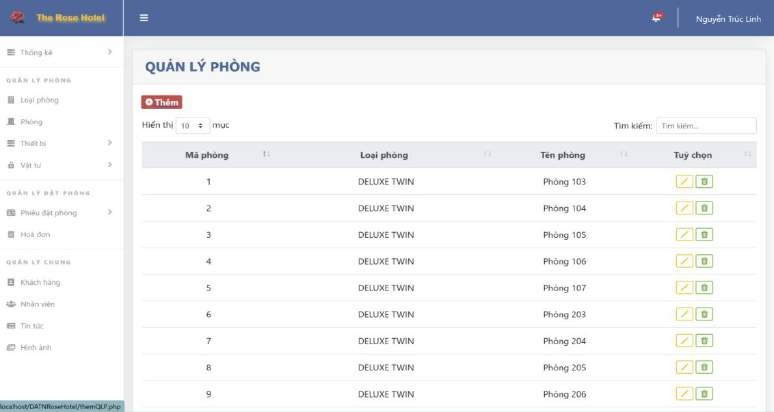 The Rose Hotel
Nguyễn Trúc Linh
Thống kê
QUẢN LÝ PHÒNG
Loại phòng
Phòng
Thiết bị
Vật tư
QUẢN LÝ ĐẶT PHÒNG
Phiếu đặt phòng
Hoá đơn
QUẢN LÝ CHUNG
Khách hàng
Nhân viên
Tin tức
Hình ảnh
QUẢN LÝ PHÒNG
Thêm
Hiển thị 10 mục
Tìm kiếm: Tìm kiếm...
Mã phòng Loại phòng Tên phòng Tuỳ chọn
1 DELUXE TWIN Phòng 103
2 DELUXE TWIN Phòng 104
3 DELUXE TWIN Phòng 105
4 DELUXE TWIN Phòng 106
5 DELUXE TWIN Phòng 107
6 DELUXE TWIN Phòng 203
7 DELUXE TWIN Phòng 204
8 DELUXE TWIN Phòng 205
9 DELUXE TWIN Phòng 206
localhost/DATNRoseHotel/themQLP.php